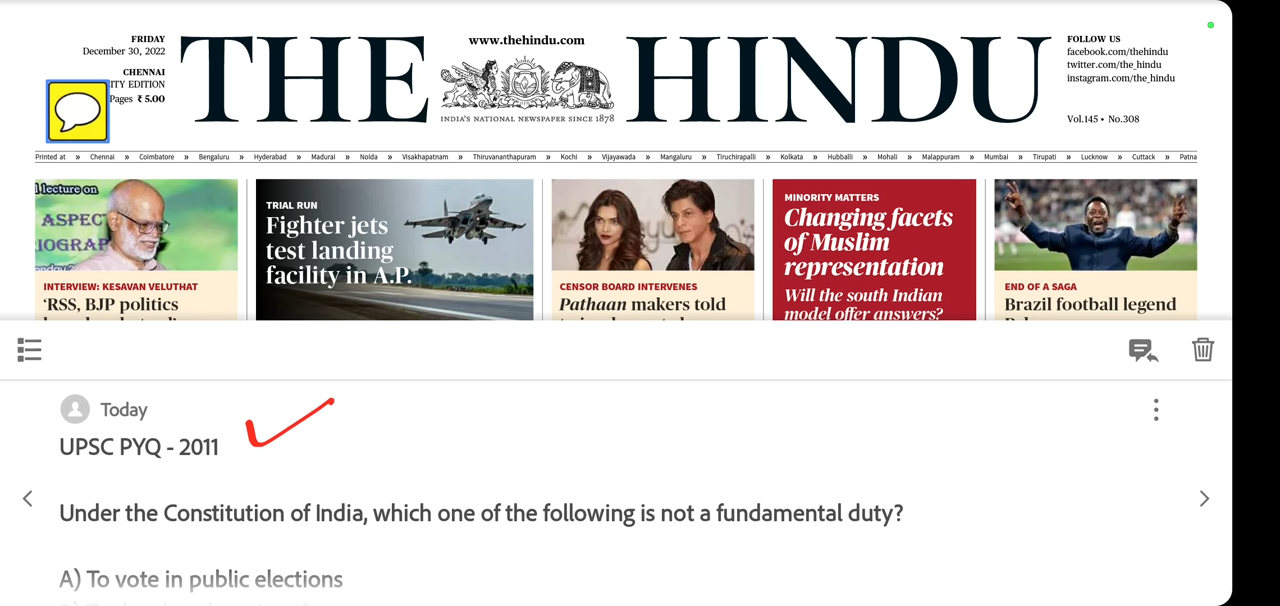 FRIDAY
December 30, 2022
CHENNAI
ITY EDITION
Pages ₹ 5.00
THE HINDU
www.thehindu.com
INDIA'S NATIONAL NEWSPAPER SINCE 1878
FOLLOW US
facebook.com/thehindu
twitter.com/the_hindu
instagram.com/the_hindu
Vol.145 • No.308
Printed at » Chennai » Coimbatore » Bengaluru » Hyderabad » Madurai » Noida » Visakhapatnam » Thiruvananthapuram » Kochi » Vijayawada » Mangaluru » Tiruchirapalli » Kolkata » Hubballi » Mohali » Malappuram » Mumbai » Tirupati » Lucknow » Cuttack » Patna
l lecture on
ASPEC
IOGRAP
INTERVIEW: KESAVAN VELUTHAT
‘RSS, BJP politics
TRIAL RUN
Fighter jets
test landing
facility in A.P.
CENSOR BOARD INTERVENES
Pathaan makers told
MINORITY MATTERS
Changing facets
of Muslim
representation
Will the south Indian
model offer answers?
END OF A SAGA
Brazil football legend
Today
UPSC PYQ - 2011
Under the Constitution of India, which one of the following is not a fundamental duty?
A) To vote in public elections